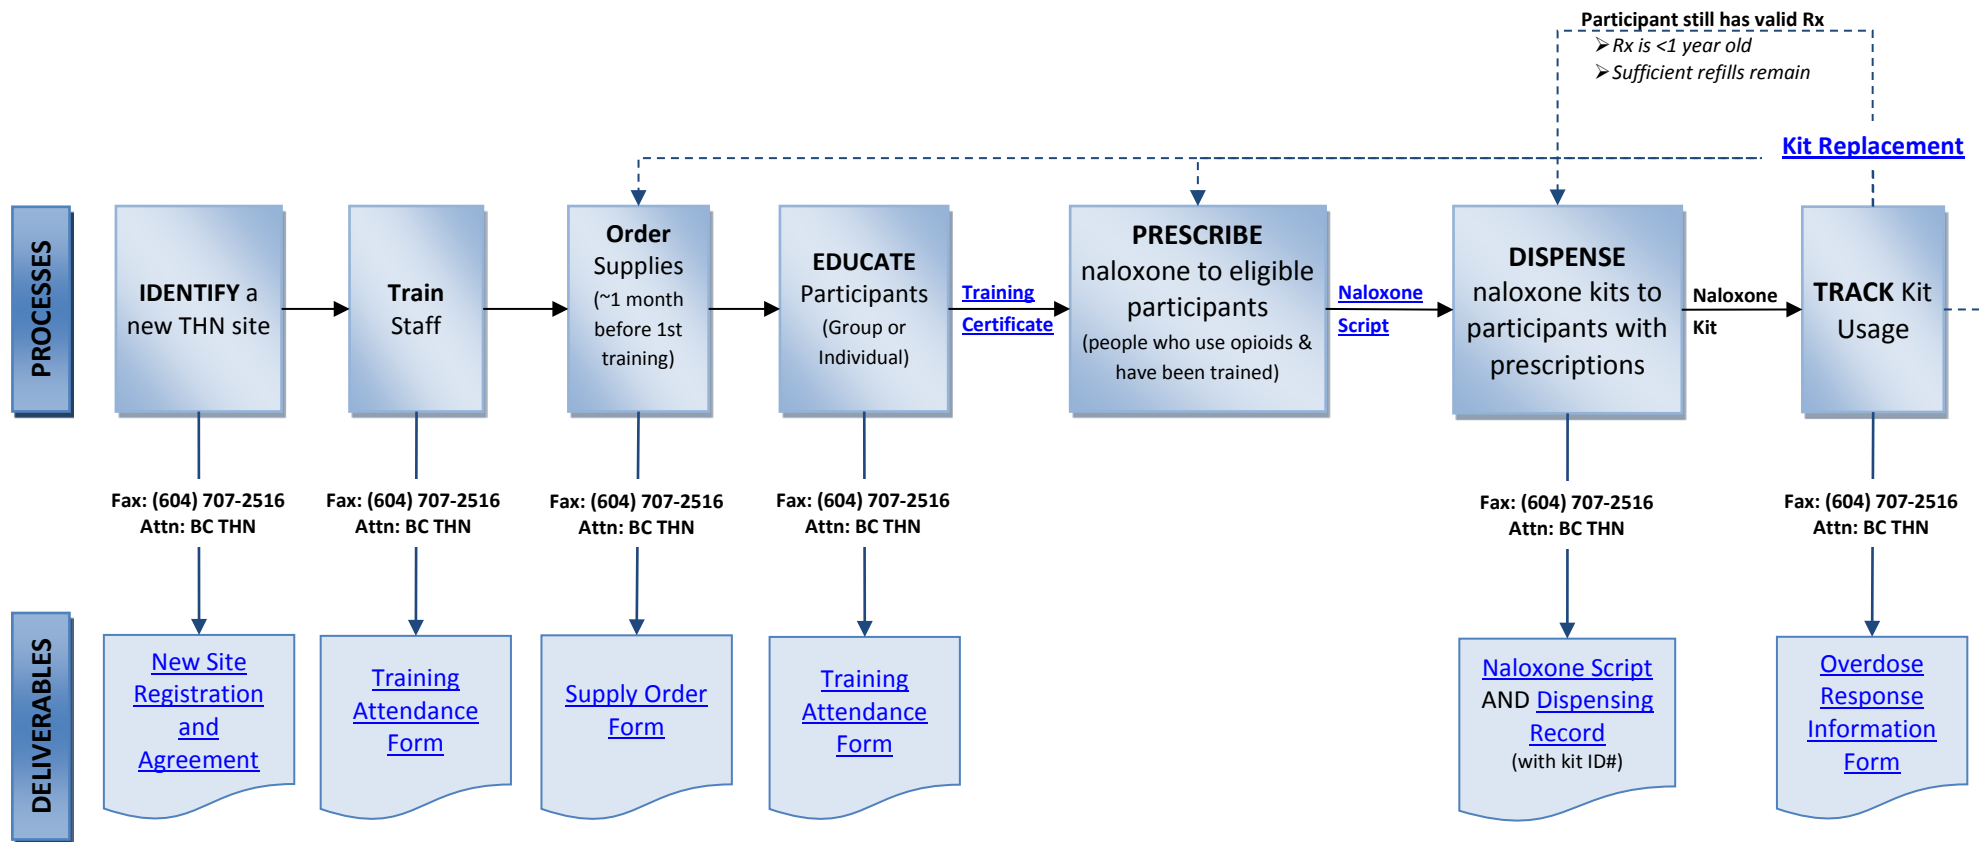 Participant still has valid Rx
➢ Rx is <1 year old
➢ Sufficient refills remain
Kit Replacement
PROCESSES
IDENTIFY a
new THN site
Train
Staff
Order
Supplies
(~1 month
before 1st
training)
EDUCATE
Participants
(Group or
Individual)
Training
Certificate
PRESCRIBE
naloxone to eligible
participants
(people who use opioids &
have been trained)
Naloxone
Script
DISPENSE
naloxone kits to
participants with
prescriptions
Naloxone
Kit
TRACK Kit
Usage
Fax: (604) 707-2516
Attn: BC THN
Fax: (604) 707-2516
Attn: BC THN
Fax: (604) 707-2516
Attn: BC THN
Fax: (604) 707-2516
Attn: BC THN
Fax: (604) 707-2516
Attn: BC THN
Fax: (604) 707-2516
Attn: BC THN
DELIVERABLES
New Site
Registration
and
Agreement
Training
Attendance
Form
Supply Order
Form
Training
Attendance
Form
Naloxone Script
AND Dispensing
Record
(with kit ID#)
Overdose
Response
Information
Form